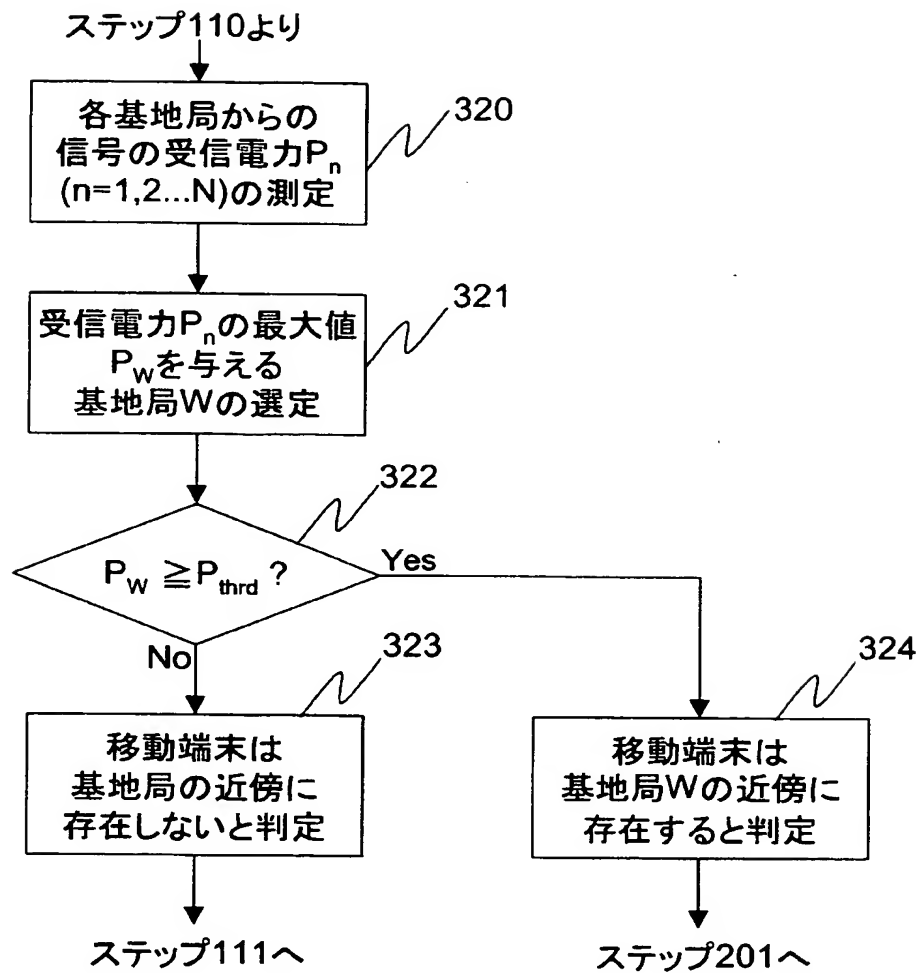 ステップ110より
各基地局からの
信号の受信電力Pn
(n=1,2...N)の測定
320
受信電力Pnの最大値
PWを与える
基地局Wの選定
321
322
PW ≧ Pthrd ?
Yes
No
323
移動端末は
基地局の近傍に
存在しないと判定
324
移動端末は
基地局Wの近傍に
存在すると判定
ステップ111へ
ステップ201へ